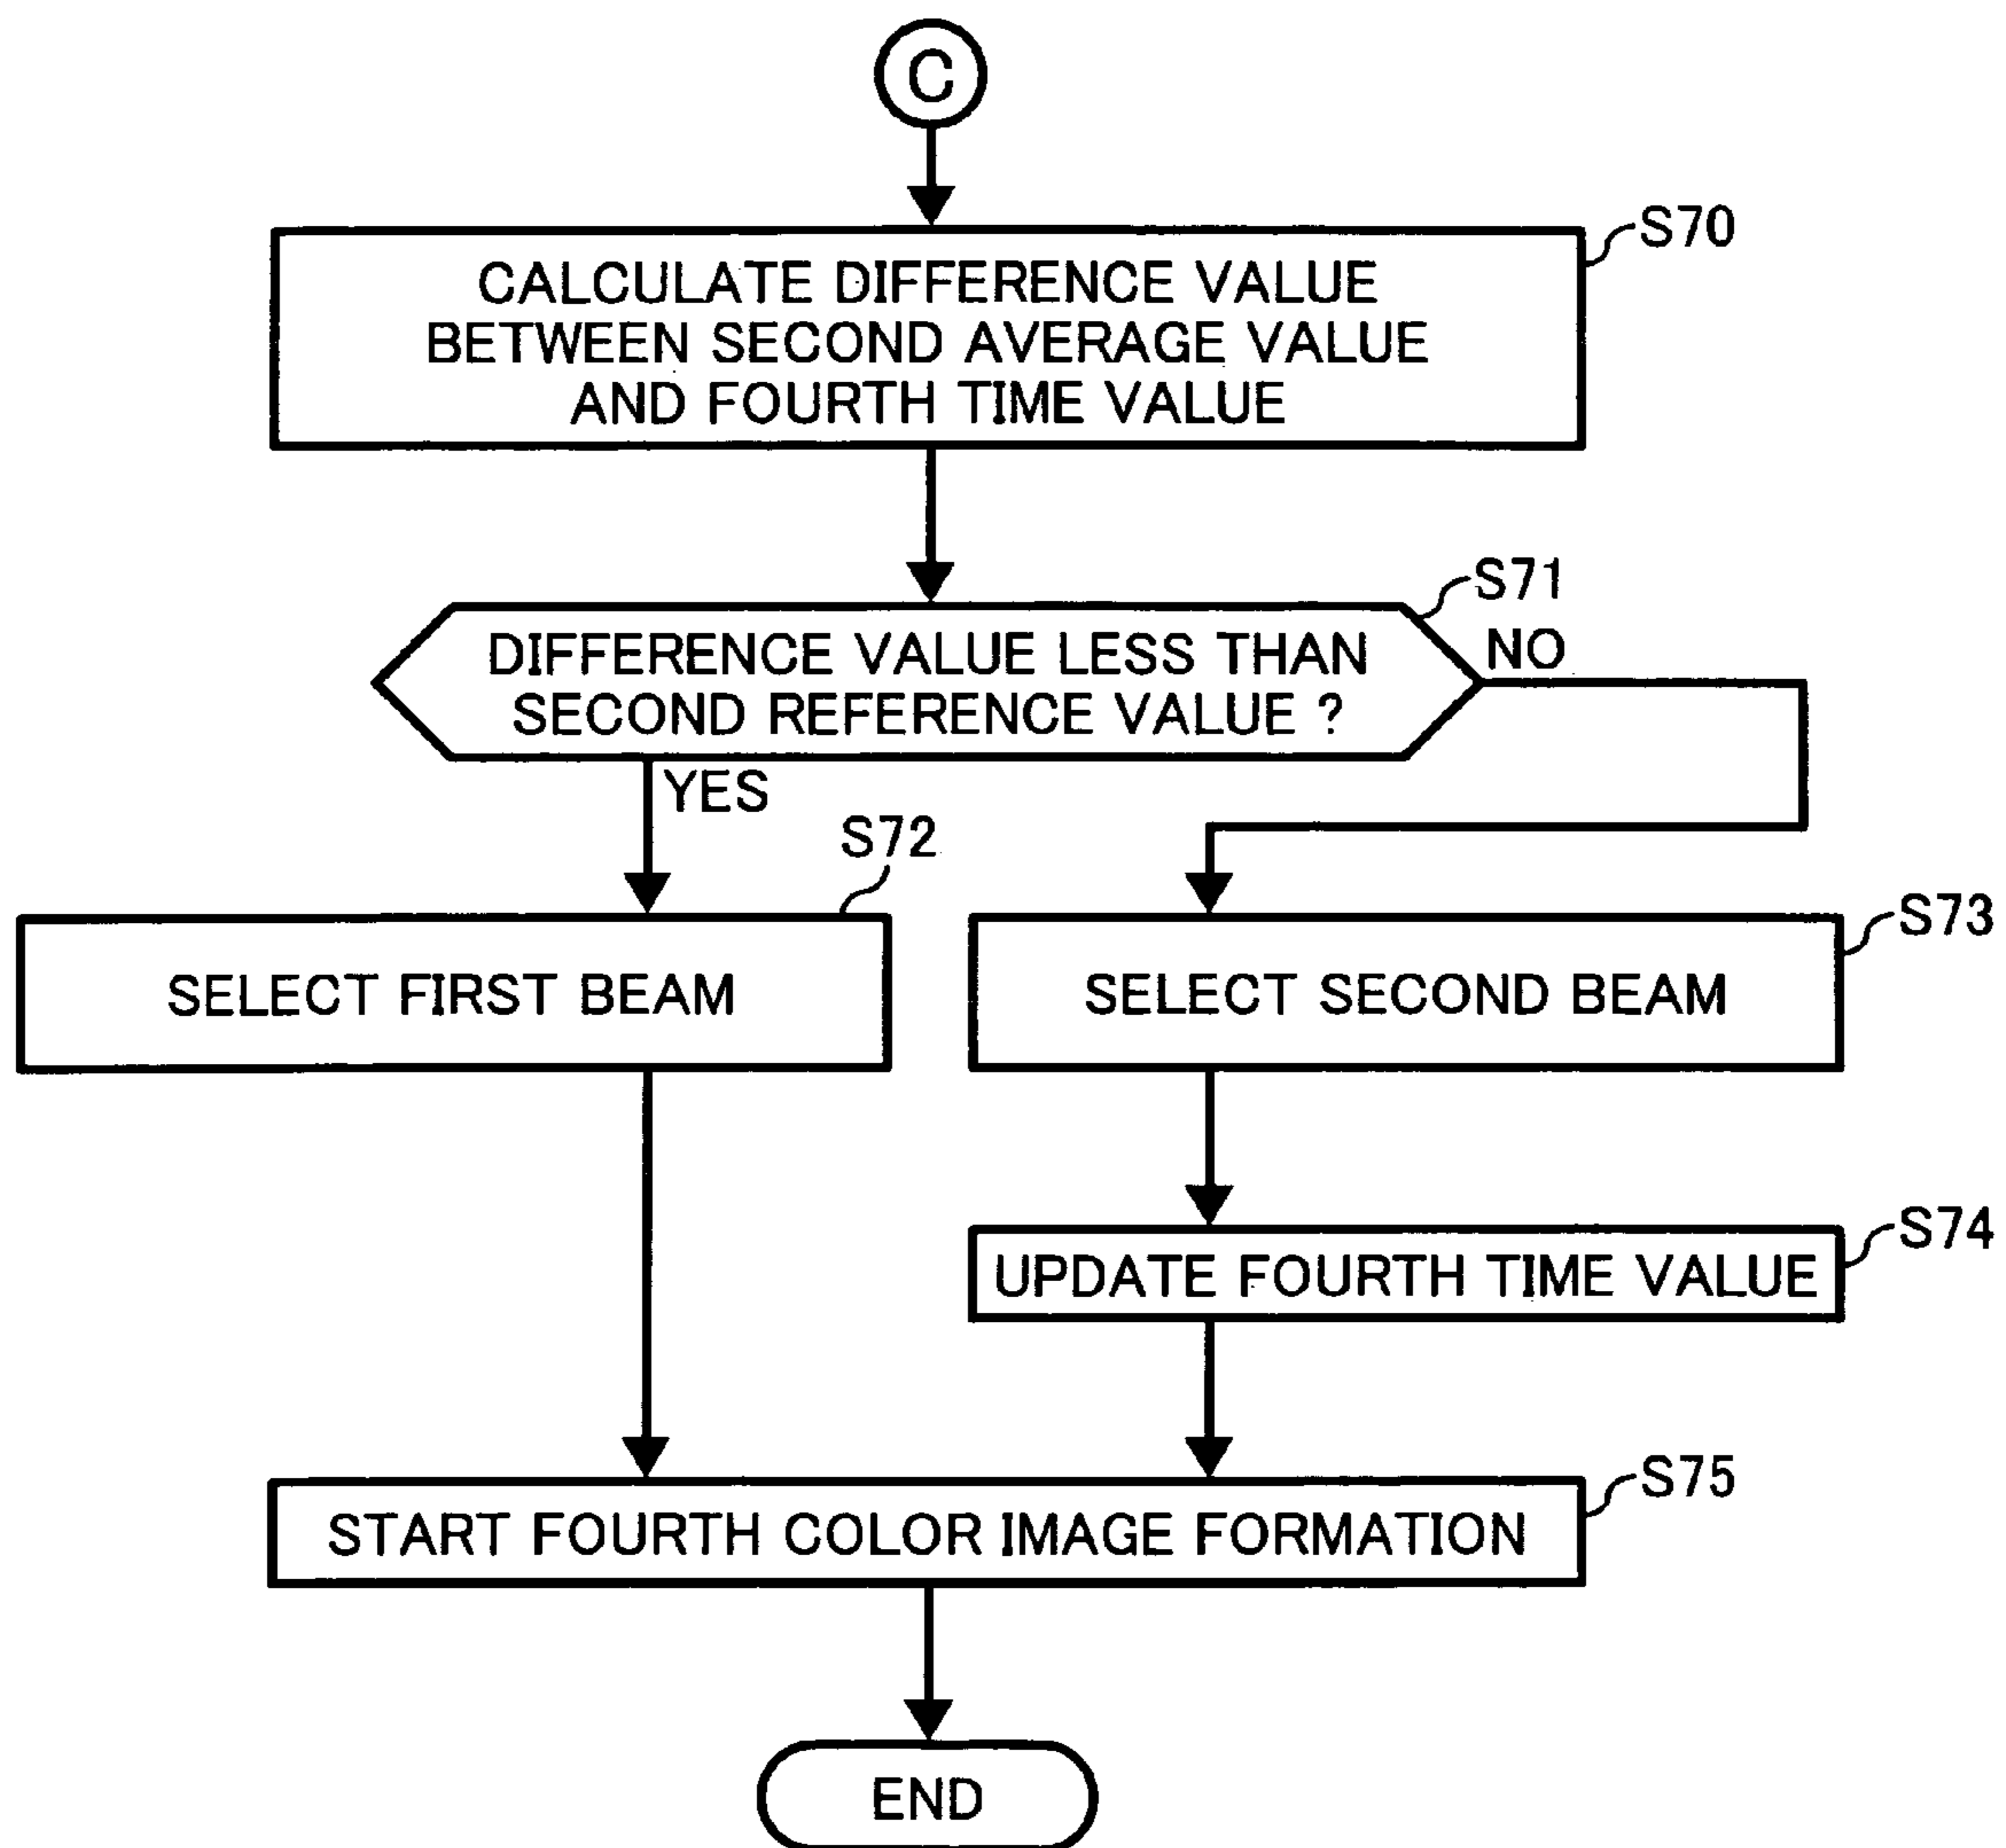 C
S70
CALCULATE DIFFERENCE VALUE
BETWEEN SECOND AVERAGE VALUE
AND FOURTH TIME VALUE
S71
DIFFERENCE VALUE LESS THAN
SECOND REFERENCE VALUE ?
NO
YES
S72
SELECT FIRST BEAM
S73
SELECT SECOND BEAM
S74
UPDATE FOURTH TIME VALUE
S75
START FOURTH COLOR IMAGE FORMATION
END